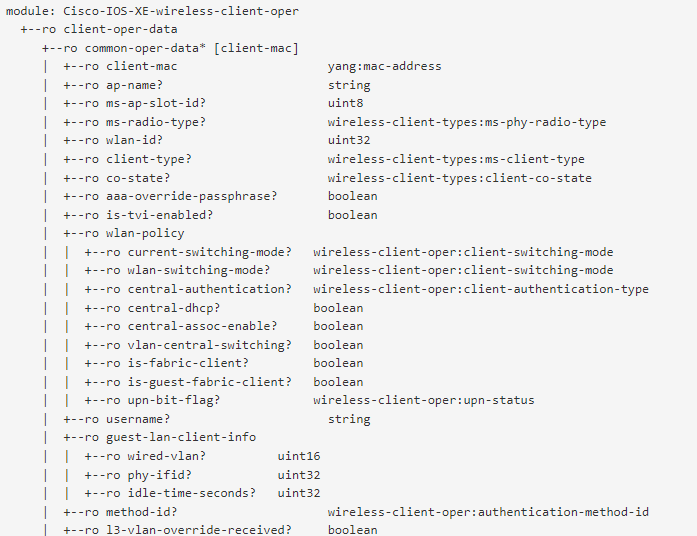 module: Cisco-IOS-XE-wireless-client-oper
  +--ro client-oper-data
     +--ro common-oper-data* [client-mac]
     |  +--ro client-mac                     yang:mac-address
     |  +--ro ap-name?                       string
     |  +--ro ms-ap-slot-id?                 uint8
     |  +--ro ms-radio-type?                 wireless-client-types:ms-phy-radio-type
     |  +--ro wlan-id?                       uint32
     |  +--ro client-type?                   wireless-client-types:ms-client-type
     |  +--ro co-state?                      wireless-client-types:client-co-state
     |  +--ro aaa-override-passphrase?       boolean
     |  +--ro is-tvi-enabled?                boolean
     |  +--ro wlan-policy
     |  |  +--ro current-switching-mode?   wireless-client-oper:client-switching-mode
     |  |  +--ro wlan-switching-mode?      wireless-client-oper:client-switching-mode
     |  |  +--ro central-authentication?   wireless-client-oper:client-authentication-type
     |  |  +--ro central-dhcp?             boolean
     |  |  +--ro central-assoc-enable?     boolean
     |  |  +--ro vlan-central-switching?   boolean
     |  |  +--ro is-fabric-client?         boolean
     |  |  +--ro is-guest-fabric-client?   boolean
     |  |  +--ro upn-bit-flag?             wireless-client-oper:upn-status
     |  +--ro username?                      string
     |  +--ro guest-lan-client-info
     |  |  +--ro wired-vlan?          uint16
     |  |  +--ro phy-ifid?            uint32
     |  |  +--ro idle-time-seconds?   uint32
     |  +--ro method-id?                     wireless-client-oper:authentication-method-id
     |  +--ro l3-vlan-override-received?     boolean